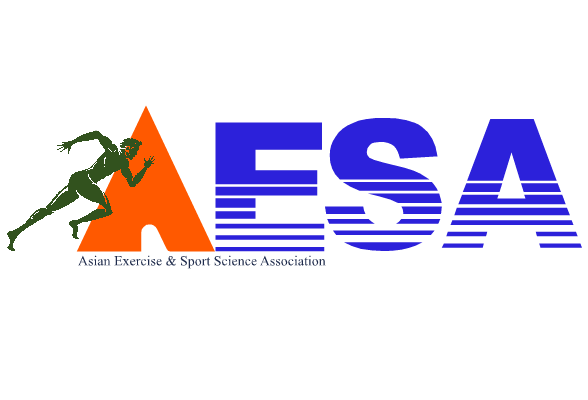 AESA
Asian Exercise & Sport Science Association